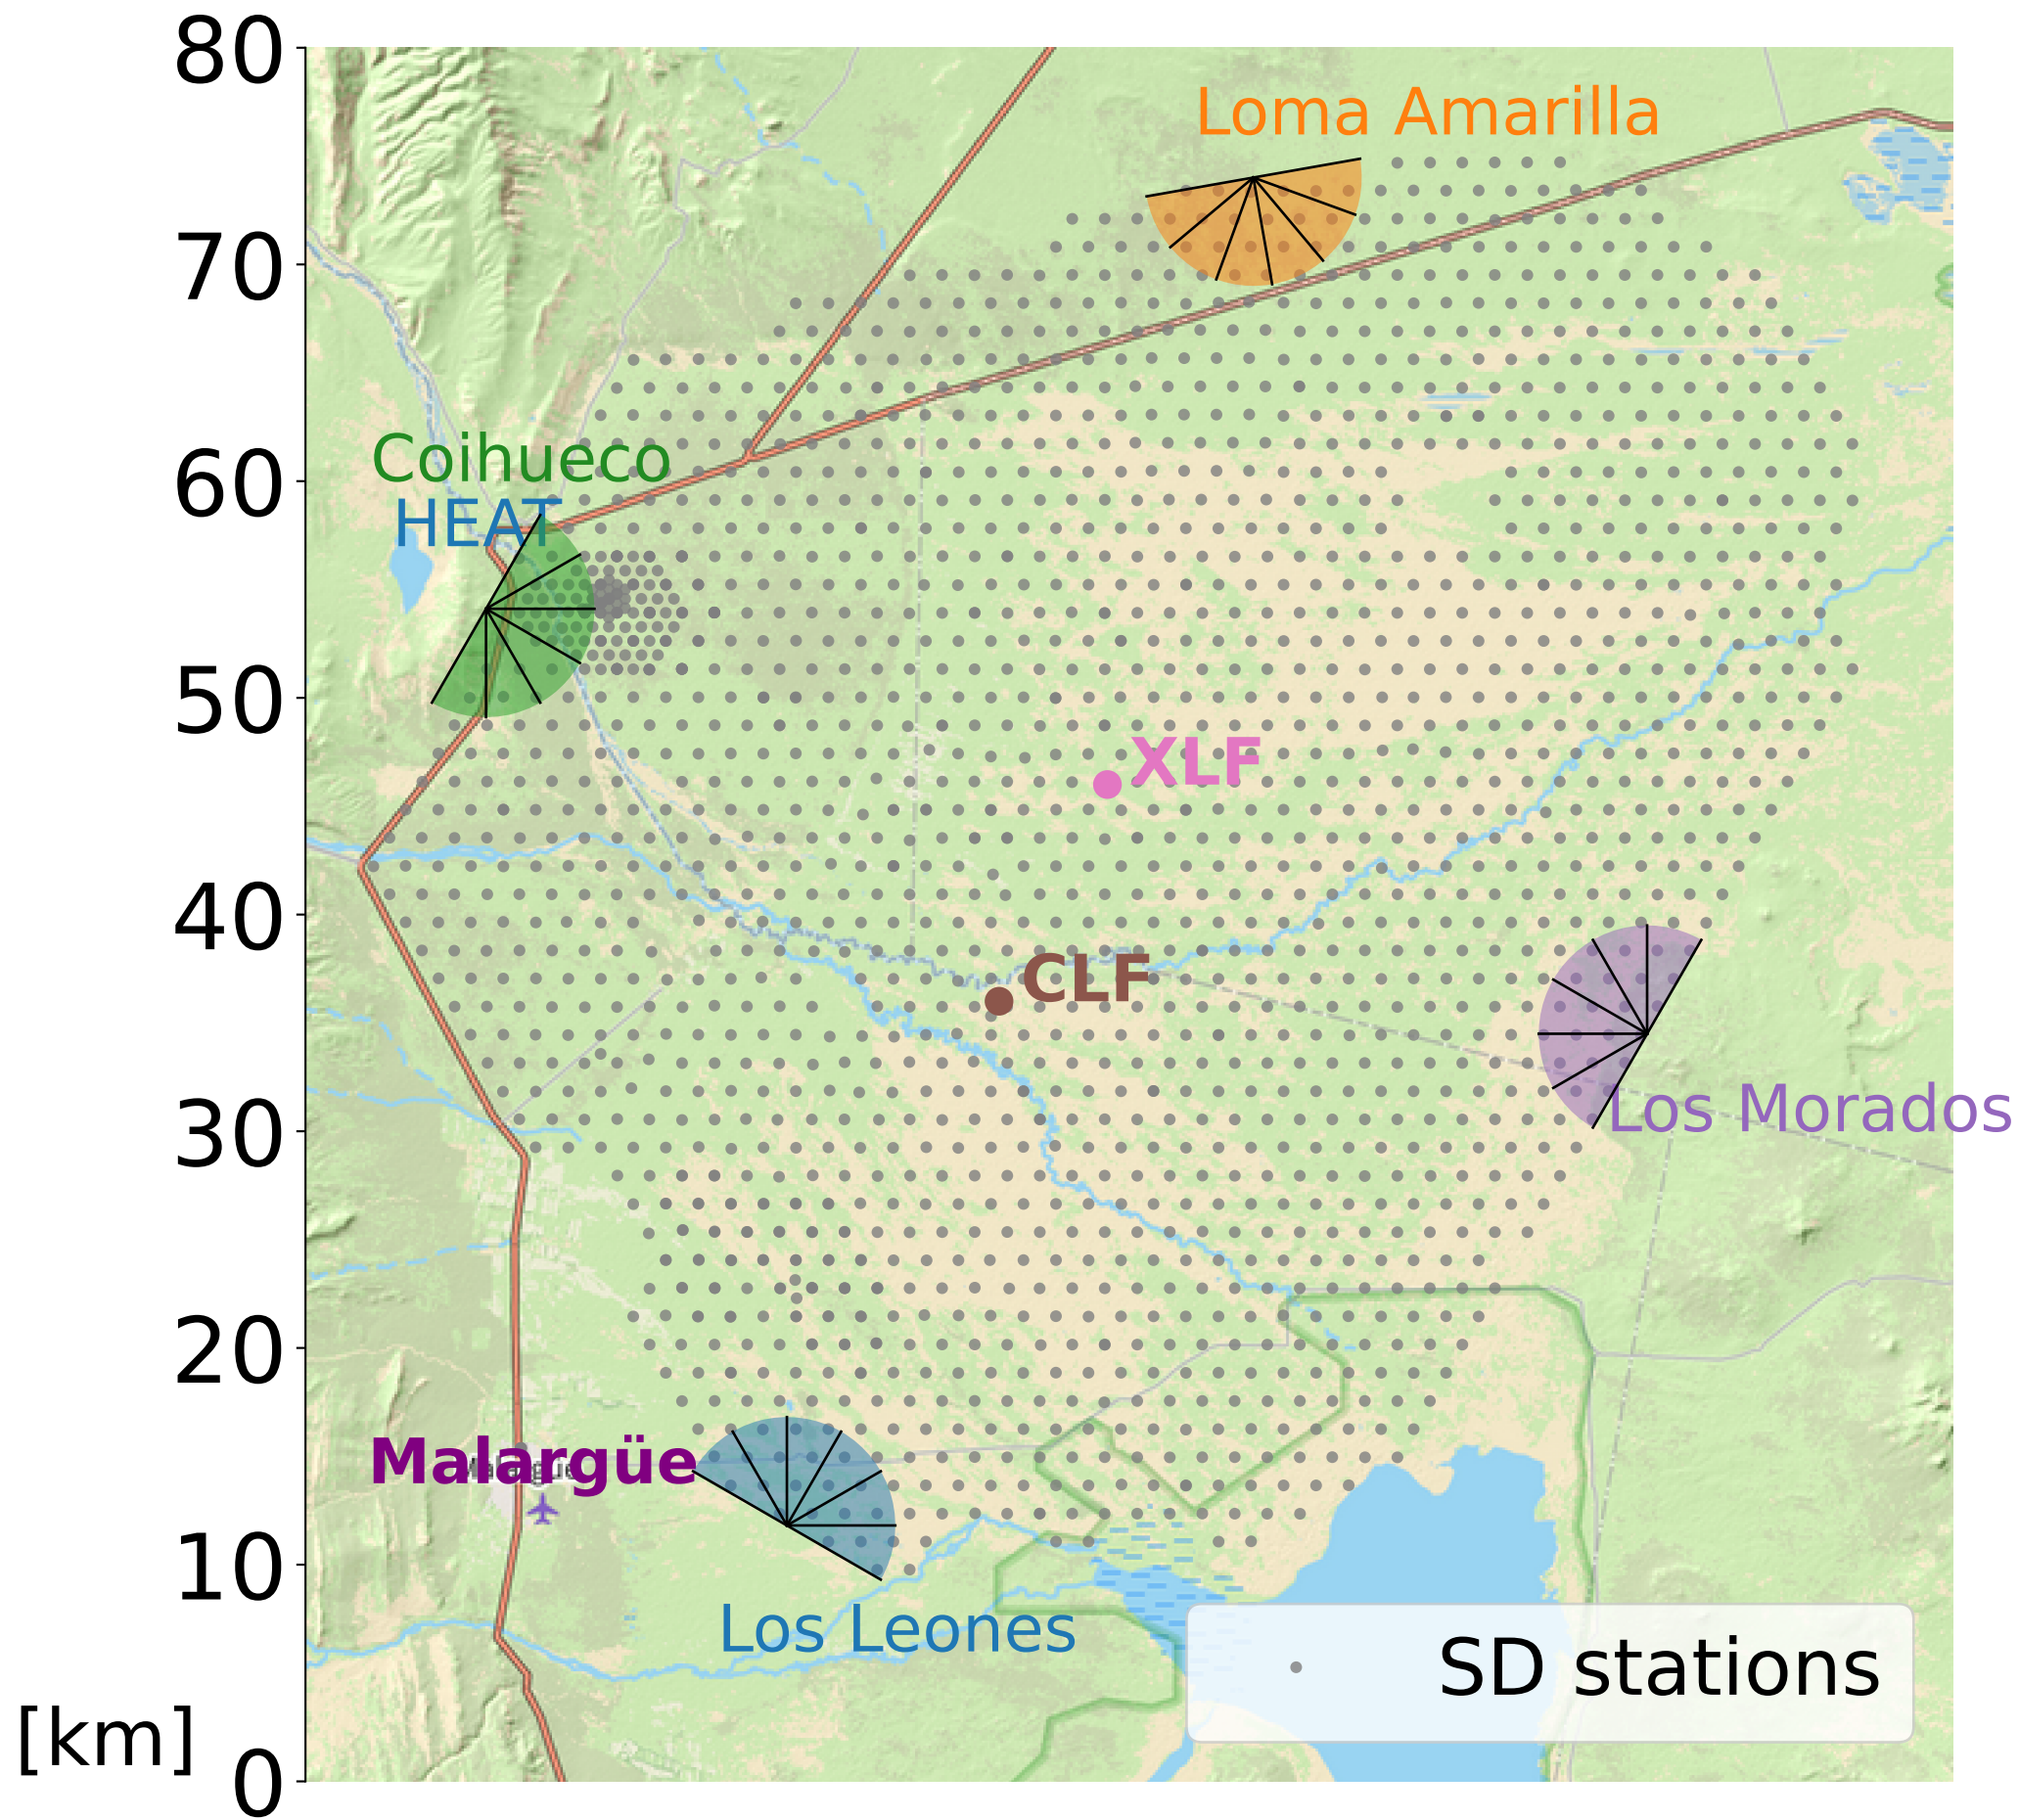 80
Loma Amarilla
70
Coihueco
60
HEAT
50
XLF
40
CLF
30
Los Morados
20
Malargüe
10
Los Leones
SD stations
[km]
0